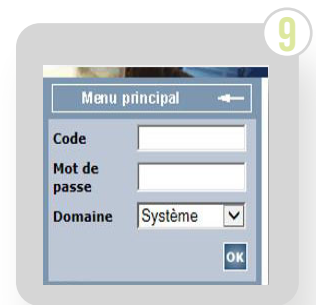 9
Menu principal
Code
Mot de
passe
Domaine
Système
OK